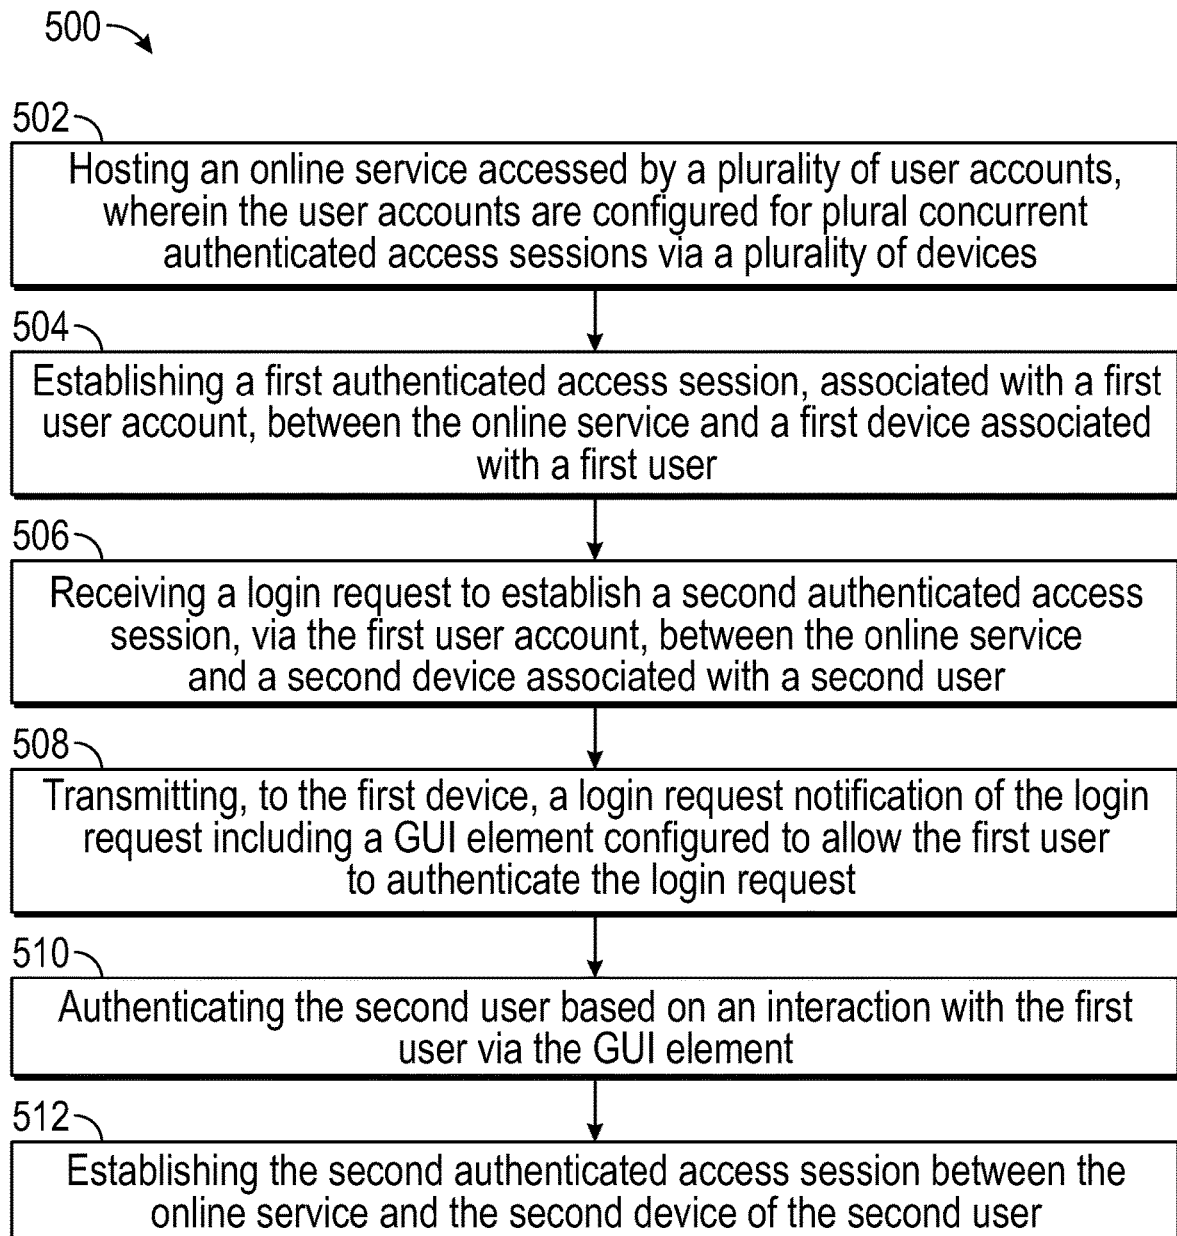 500
502
Hosting an online service accessed by a plurality of user accounts,
wherein the user accounts are configured for plural concurrent
authenticated access sessions via a plurality of devices
504
Establishing a first authenticated access session, associated with a first
user account, between the online service and a first device associated
with a first user
506
Receiving a login request to establish a second authenticated access
session, via the first user account, between the online service
and a second device associated with a second user
508
Transmitting, to the first device, a login request notification of the login
request including a GUI element configured to allow the first user
to authenticate the login request
510
Authenticating the second user based on an interaction with the first
user via the GUI element
512
Establishing the second authenticated access session between the
online service and the second device of the second user